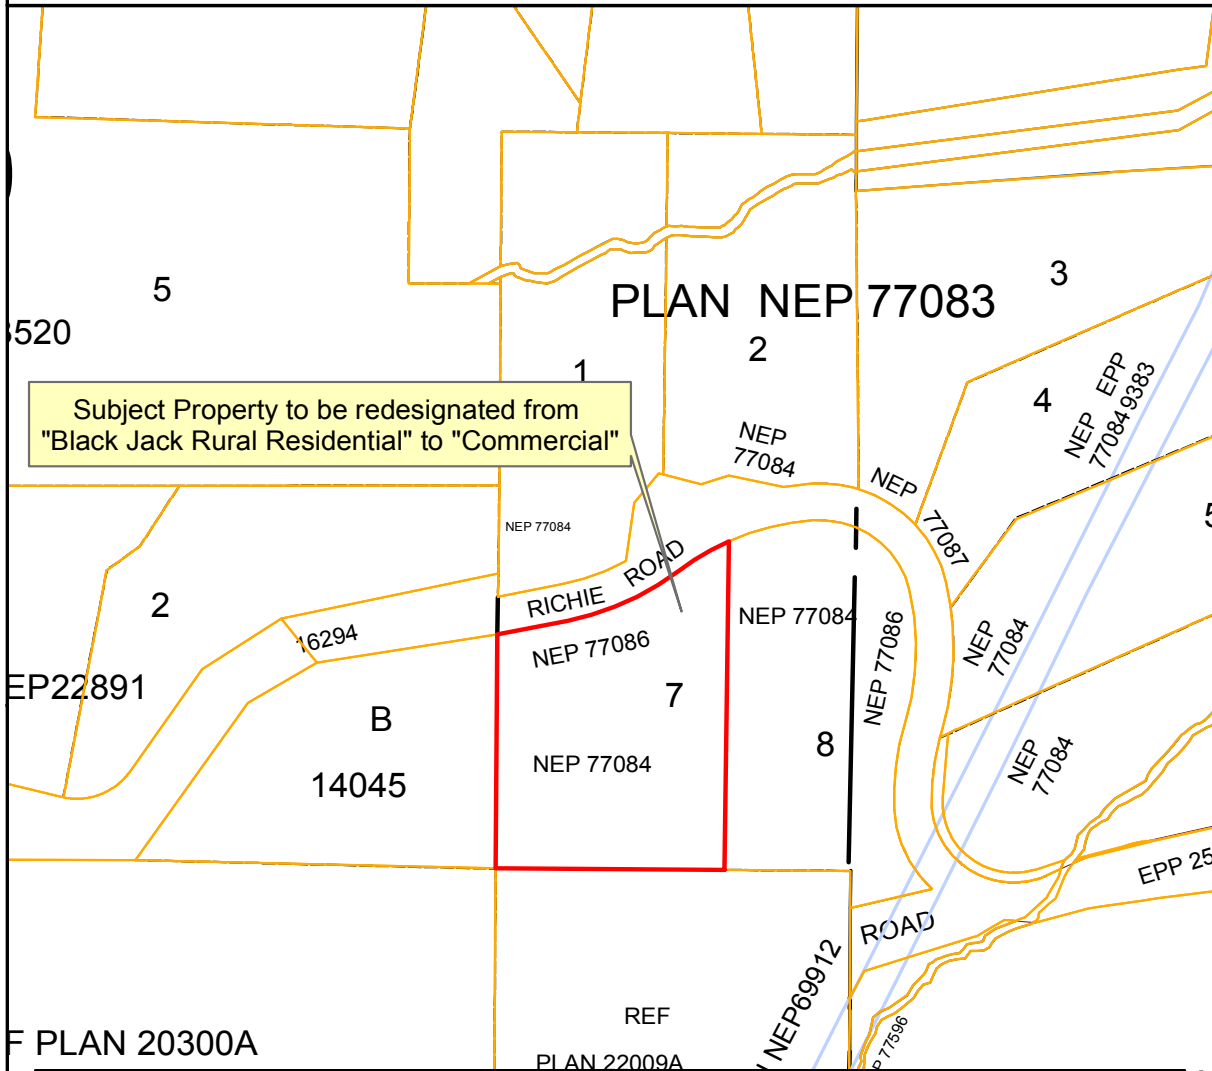 3
5
PLAN NEP 77083
3520
2
1
EPP
9383
4
NEP
77084
Subject Property to be redesignated from
"Black Jack Rural Residential" to "Commercial"
NEP
77084
NEP
77087
5
NEP 77084
RICHIE ROAD
2
16294
NEP 77084
NEP 77086
NEP
77084
NEP 77086
EP22891
7
B
8
NEP 77084
NEP
77084
14045
EPP 25
ROAD
NEP69912
REF
F PLAN 20300A
PLAN 22009A
P 77596